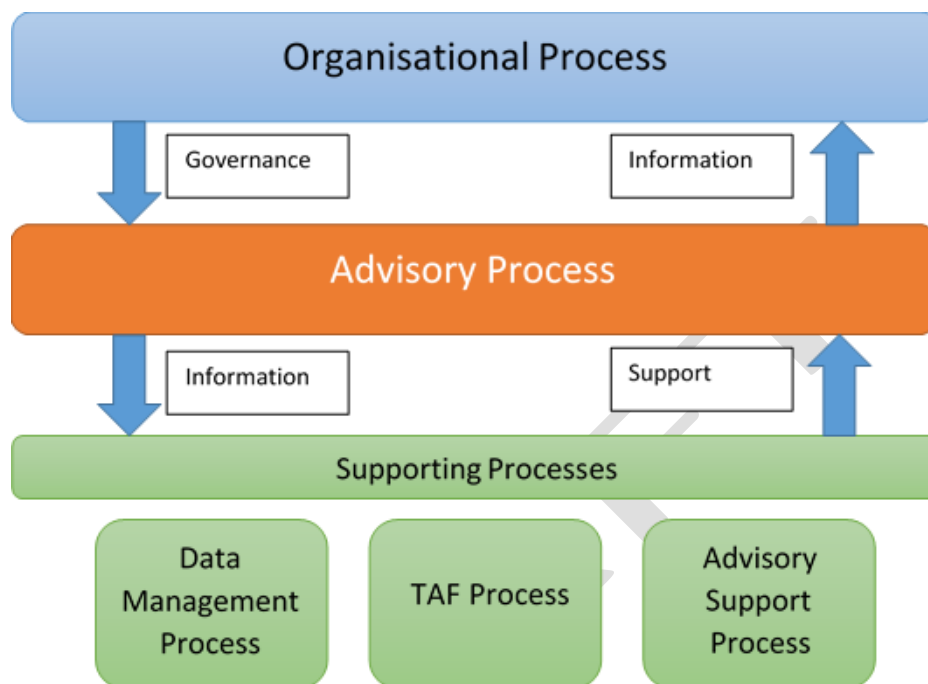 Organisational Process
Governance
Information
Advisory Process
Information
Support
Supporting Processes
Data
Management
Process
TAF Process
Advisory
Support
Process